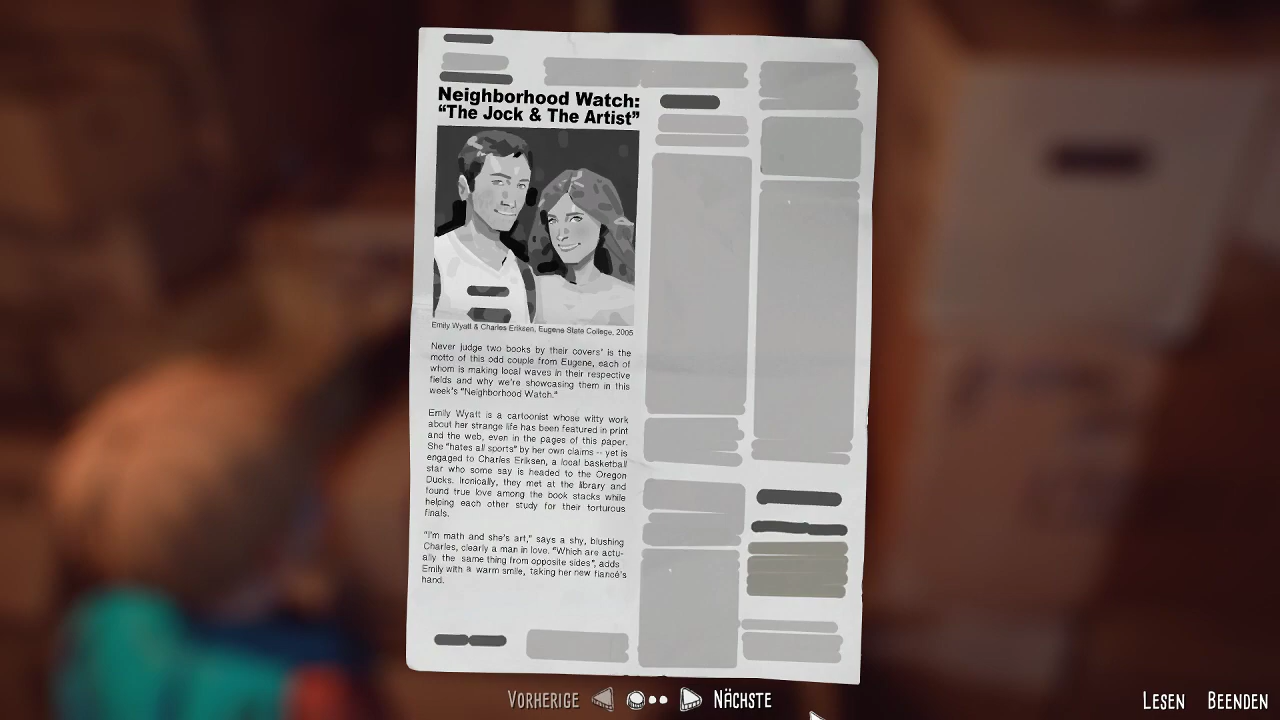 Neighborhood Watch:
“The Jock & The Artist”
Emily Wyatt & Charles Eriksen, Eugene State College, 2005
Never judge two books by their covers' is the
motto of this odd couple from Eugene, each of
whom is making local waves in their respective
fields and why we're showcasing them in this
week's "Neighborhood Watch."
Emily Wyatt is a cartoonist whose witty work
about her strange life has been featured in print
and the web, even in the pages of this paper.
She "hates all sports" by her own claims -- yet is
engaged to Charles Eriksen, a local basketball
star who some say is headed to the Oregon
Ducks. Ironically, they met at the library and
found true love among the book stacks while
helping each other study for their torturous
finals.
"I'm math and she's art," says a shy, blushing
Charles, clearly a man in love. "Which are actu-
ally the same thing from opposite sides", adds
Emily with a warm smile, taking her new fiancé's
hand.
VORHERIGE
NÄCHSTE
LESEN
BEENDEN